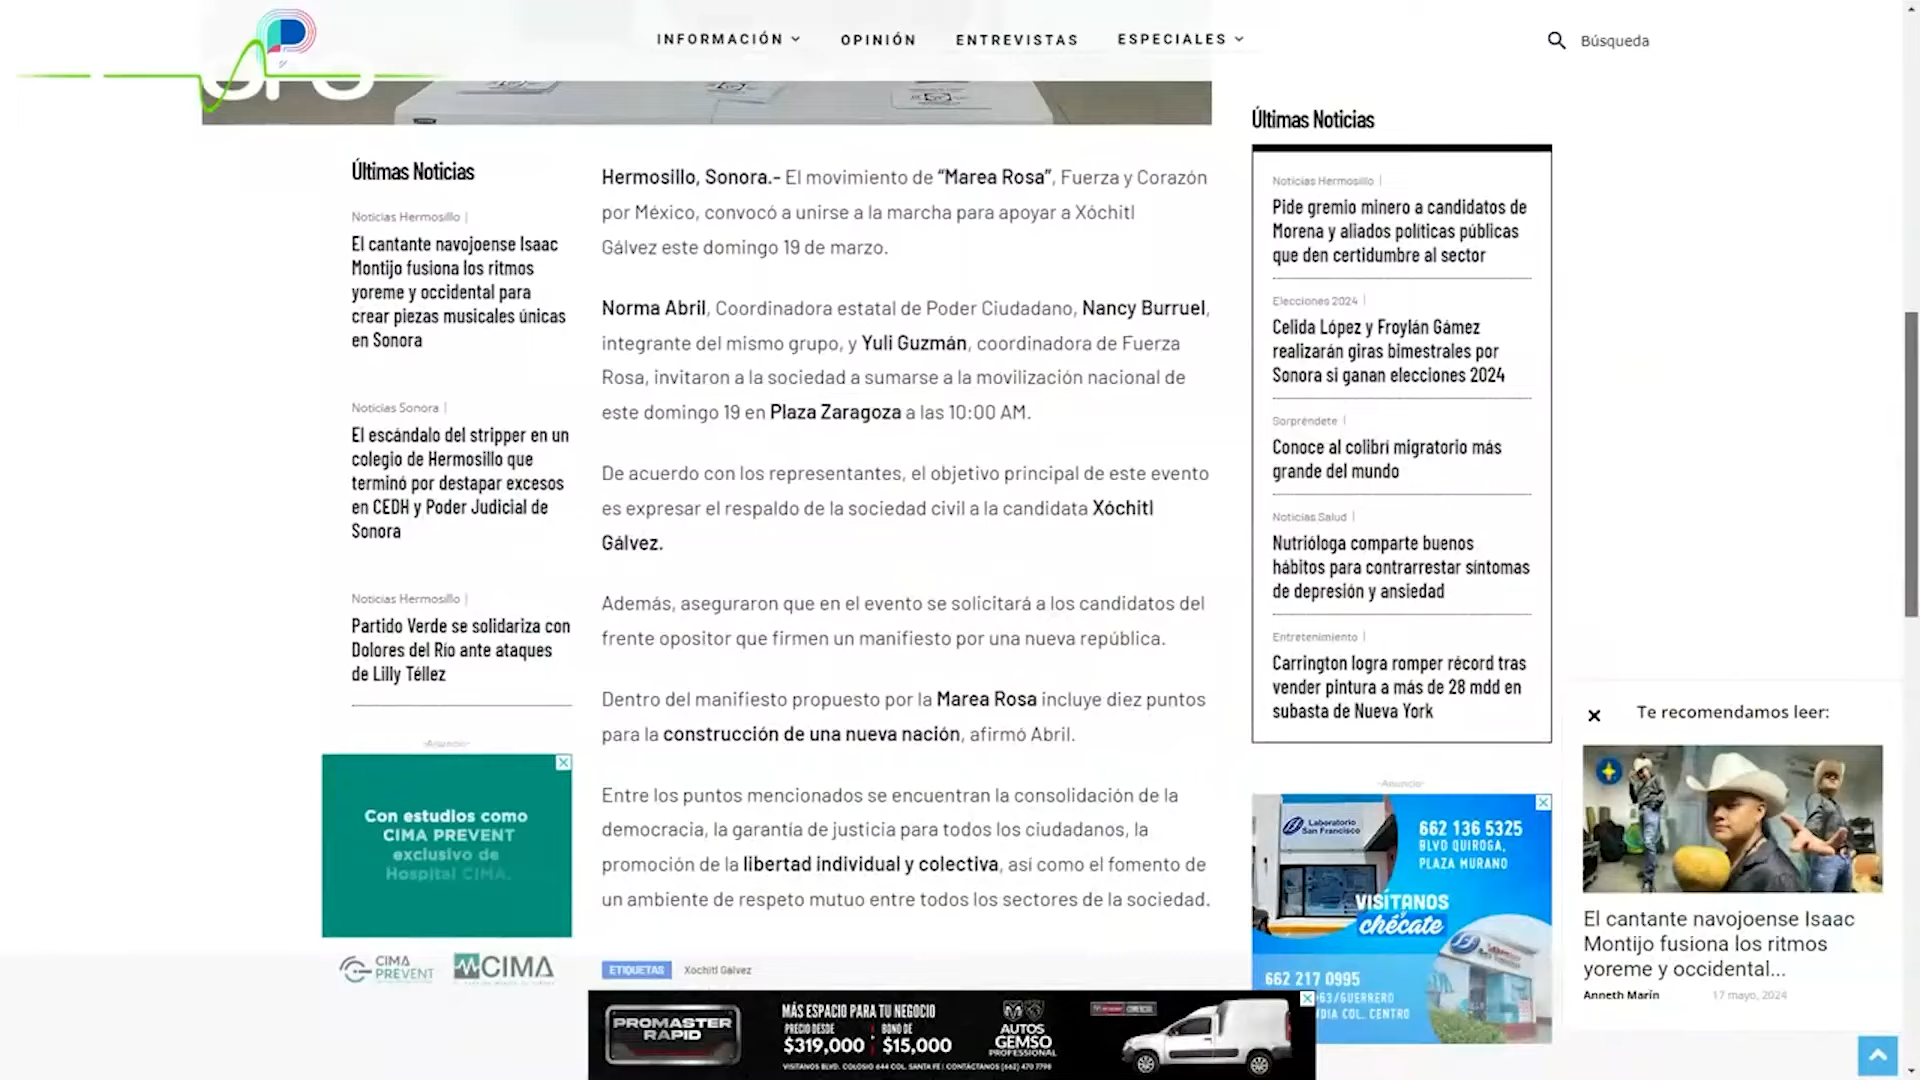 INFORMACIÓN
OPINIÓN
ENTREVISTAS
ESPECIALES
Búsqueda
Últimas Noticias
Noticias Hermosillo |
El cantante navojoense Isaac
Montijo fusiona los ritmos
yoreme y occidental para
crear piezas musicales únicas
en Sonora
Noticias Sonora |
El escándalo del stripper en un
colegio de Hermosillo que
terminó por destapar excesos
en CEDH y Poder Judicial de
Sonora
Noticias Hermosillo |
Partido Verde se solidariza con
Dolores del Río ante ataques
de Lilly Téllez
-Anuncio-
Con estudios como
CIMA PREVENT
exclusivo de
Hospital CIMA.
CIMA
PREVENT
CIMA
Hermosillo, Sonora.- El movimiento de “Marea Rosa”, Fuerza y Corazón
por México, convocó a unirse a la marcha para apoyar a Xóchitl
Gálvez este domingo 19 de marzo.
Norma Abril, Coordinadora estatal de Poder Ciudadano, Nancy Burruel,
integrante del mismo grupo, y Yuli Guzmán, coordinadora de Fuerza
Rosa, invitaron a la sociedad a sumarse a la movilización nacional de
este domingo 19 en Plaza Zaragoza a las 10:00 AM.
De acuerdo con los representantes, el objetivo principal de este evento
es expresar el respaldo de la sociedad civil a la candidata Xóchitl
Gálvez.
Además, aseguraron que en el evento se solicitará a los candidatos del
frente opositor que firmen un manifiesto por una nueva república.
Dentro del manifiesto propuesto por la Marea Rosa incluye diez puntos
para la construcción de una nueva nación, afirmó Abril.
Entre los puntos mencionados se encuentran la consolidación de la
democracia, la garantía de justicia para todos los ciudadanos, la
promoción de la libertad individual y colectiva, así como el fomento de
un ambiente de respeto mutuo entre todos los sectores de la sociedad.
ETIQUETAS
Xochitl Galvez
PROMASTER
RAPID
MÁS ESPACIO PARA TU NEGOCIO
PRECIO DESDE
$319,000
BONO DE
$15,000
AUTOS
GEMSO
PROFESSIONAL
VISITANOS BLVD. COLOSIO 644 COL. SANTA FE | CONTÁCTANOS (662) 470 7796
Últimas Noticias
Noticias Hermosillo |
Pide gremio minero a candidatos de
Morena y aliados políticas públicas
que den certidumbre al sector
Elecciones 2024 |
Celida López y Froylán Gámez
realizarán giras bimestrales por
Sonora si ganan elecciones 2024
Sorpréndete |
Conoce al colibrí migratorio más
grande del mundo
Noticias Salud |
Nutrióloga comparte buenos
hábitos para contrarrestar síntomas
de depresión y ansiedad
Entretenimiento |
Carrington logra romper récord tras
vender pintura a más de 28 mdd en
subasta de Nueva York
-Anuncio-
Laboratorio
San Francisco
662 136 5325
BLVD QUIROGA,
PLAZA MURANO
VISÍTANOS
y chécate
662 217 0995
63/GUERRERO
COL. CENTRO
Te recomendamos leer:
El cantante navojoense Isaac
Montijo fusiona los ritmos
yoreme y occidental...
Anneth Marín
17 mayo, 2024